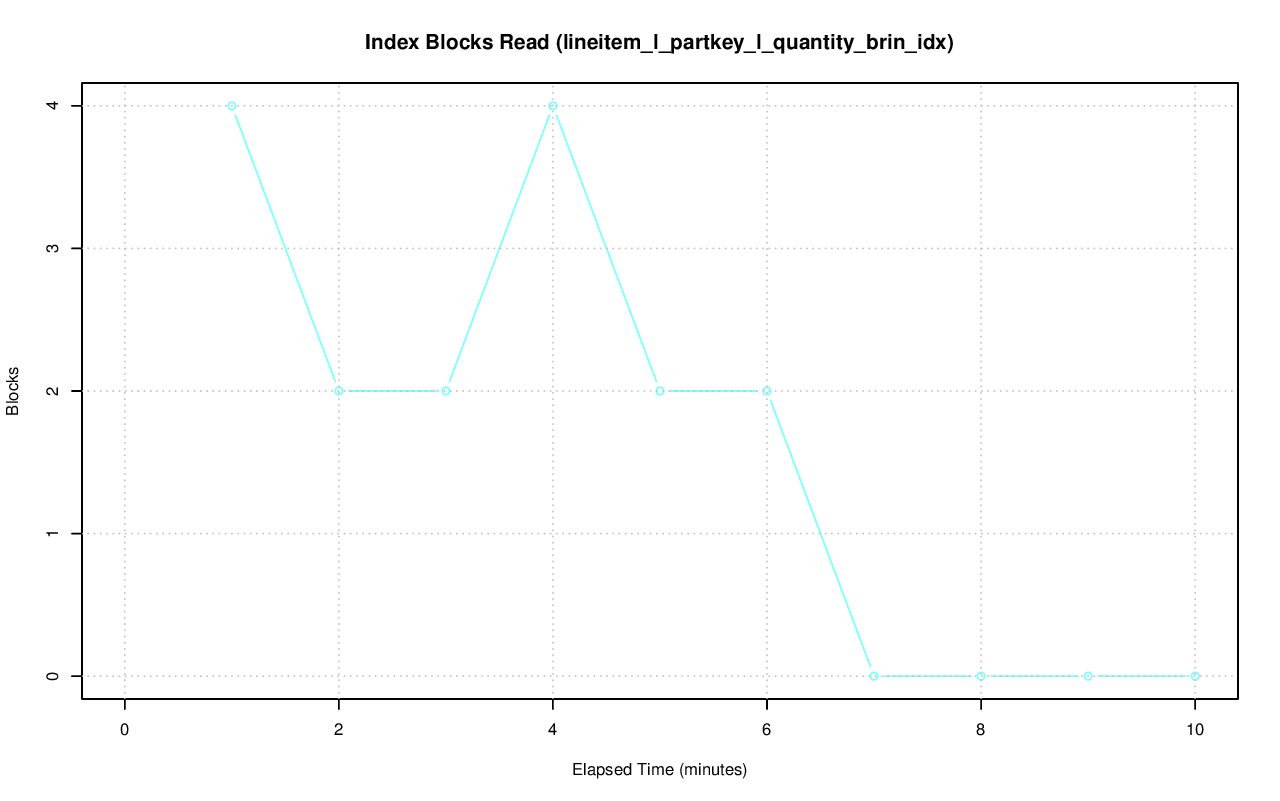 Index Blocks Read (lineitem_l_partkey_l_quantity_brin_idx)
4
3
2
1
0
Blocks
0 2 4 6 8 10
Elapsed Time (minutes)